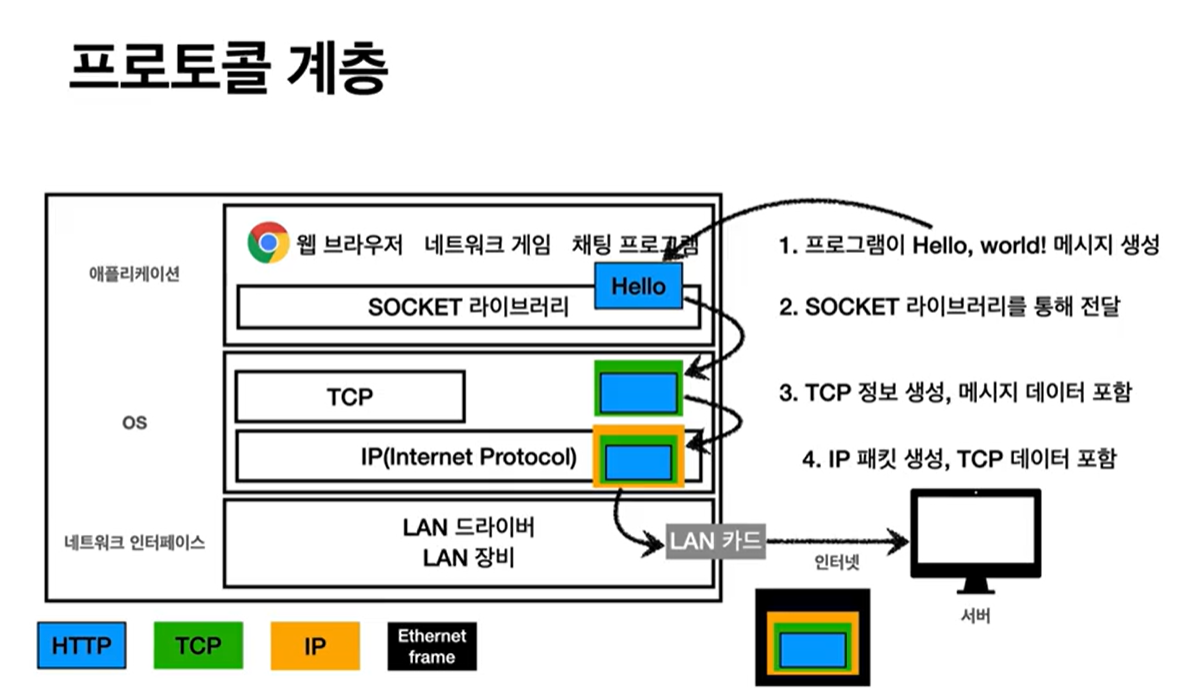 프로토콜 계층
애플리케이션
웹 브라우저 네트워크 게임 채팅 프로그램
Hello
SOCKET 라이브러리
1. 프로그램이 Hello, world! 메시지 생성
2. SOCKET 라이브러리를 통해 전달
OS
TCP
IP(Internet Protocol)
3. TCP 정보 생성, 메시지 데이터 포함
4. IP 패킷 생성, TCP 데이터 포함
네트워크 인터페이스
LAN 드라이버
LAN 장비
LAN 카드
인터넷
서버
HTTP
TCP
IP
Ethernet
frame